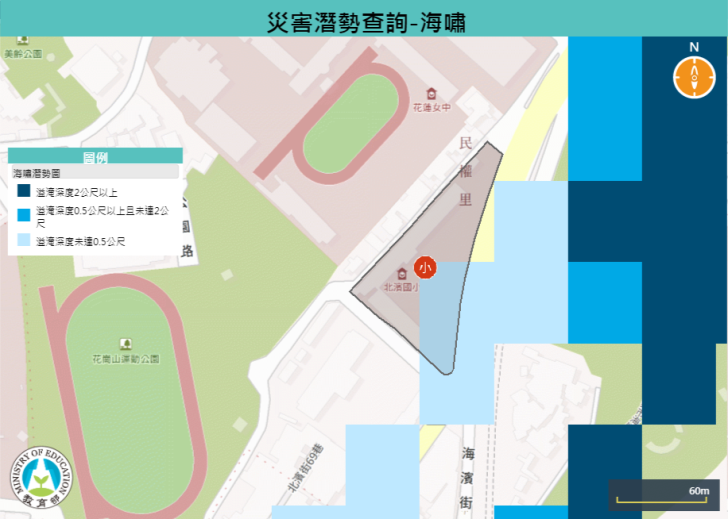 災害潛勢查詢-海嘯
N
美齡公園
花蓮女中
民權里
圖例
海嘯潛勢圖
溢淹深度2公尺以上
溢淹深度0.5公尺以上且未達2公
尺
溢淹深度未達0.5公尺
公園路
小
北濱國小
花崗山運動公園
北濱街69巷
海濱街
MINISTRY OF EDUCATION
教育部
60m